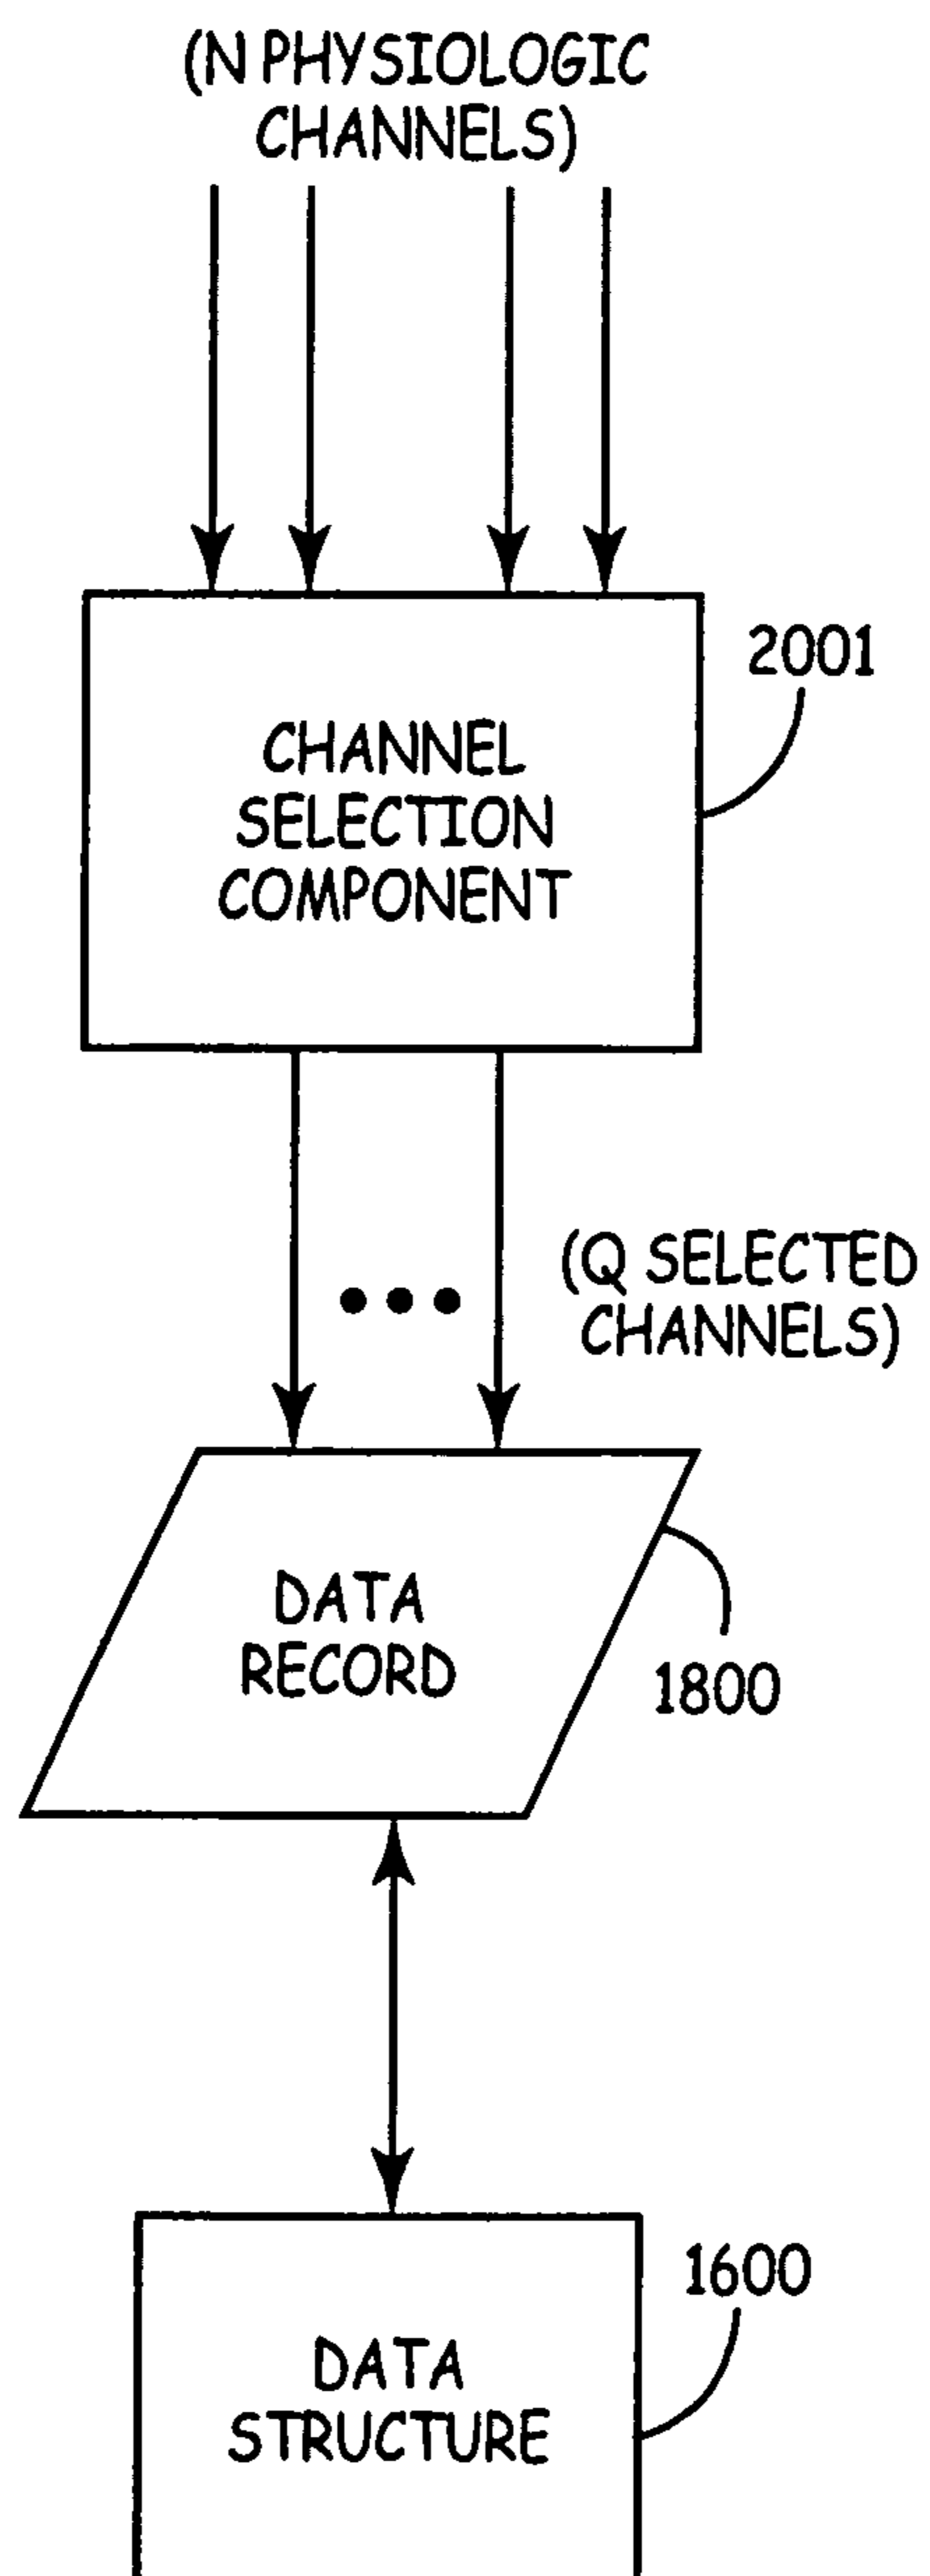 (N PHYSIOLOGIC
CHANNELS)
2001
CHANNEL
SELECTION
COMPONENT
(Q SELECTED
CHANNELS)
DATA
RECORD
1800
1600
DATA
STRUCTURE